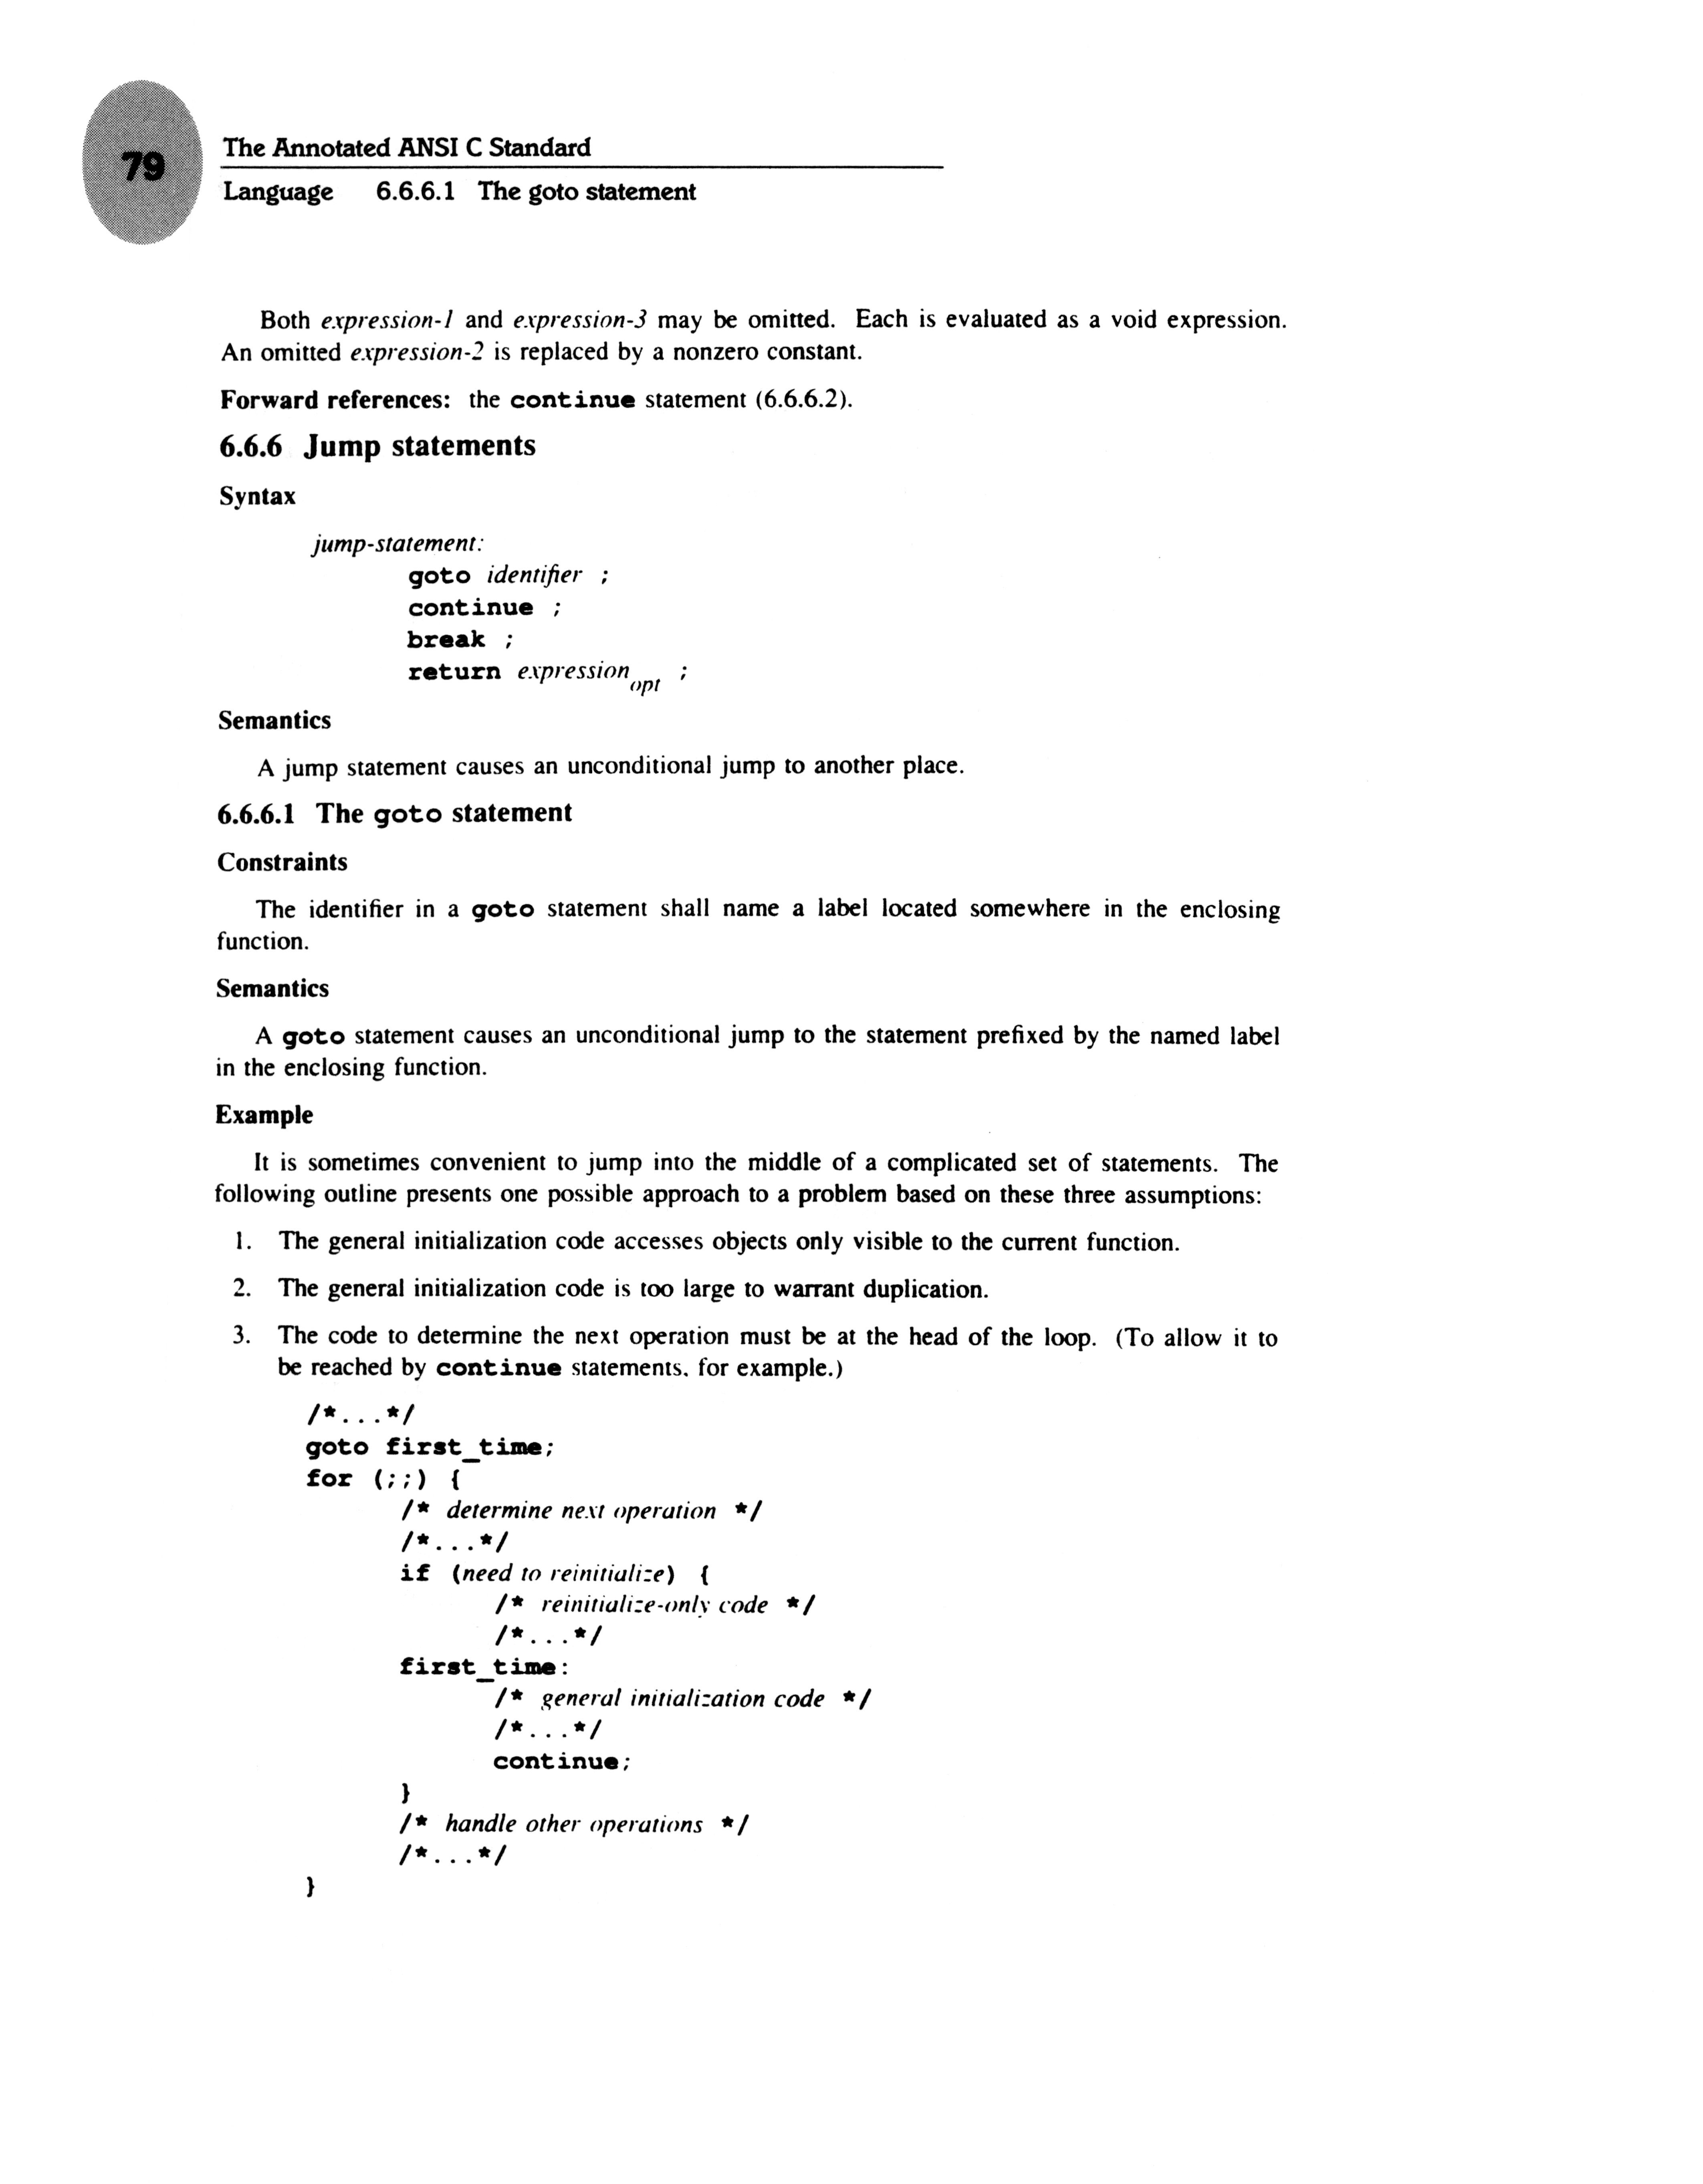 79
The Annotated ANSI C Standard
Language 6.6.6.1 The goto statement
Both expression-1 and expression-3 may be omitted. Each is evaluated as a void expression.
An omitted expression-2 is replaced by a nonzero constant.
Forward references: the continue statement (6.6.6.2).
6.6.6 Jump statements
Syntax
jump-statement:
goto identifier ;
continue ;
break ;
return expression opt ;
Semantics
A jump statement causes an unconditional jump to another place.
6.6.6.1 The goto statement
Constraints
The identifier in a goto statement shall name a label located somewhere in the enclosing
function.
Semantics
A goto statement causes an unconditional jump to the statement prefixed by the named label
in the enclosing function.
Example
It is sometimes convenient to jump into the middle of a complicated set of statements. The
following outline presents one possible approach to a problem based on these three assumptions:
1. The general initialization code accesses objects only visible to the current function.
2. The general initialization code is too large to warrant duplication.
3. The code to determine the next operation must be at the head of the loop. (To allow it to
be reached by continue statements, for example.)
/*...*/
goto first_time;
for (;;) {
/* determine next operation */
/*...*/
if (need to reinitialize) {
/* reinitialize-only code */
/*...*/
first_time:
/* general initialization code */
/*...*/
continue;
}
/* handle other operations */
/*...*/
}